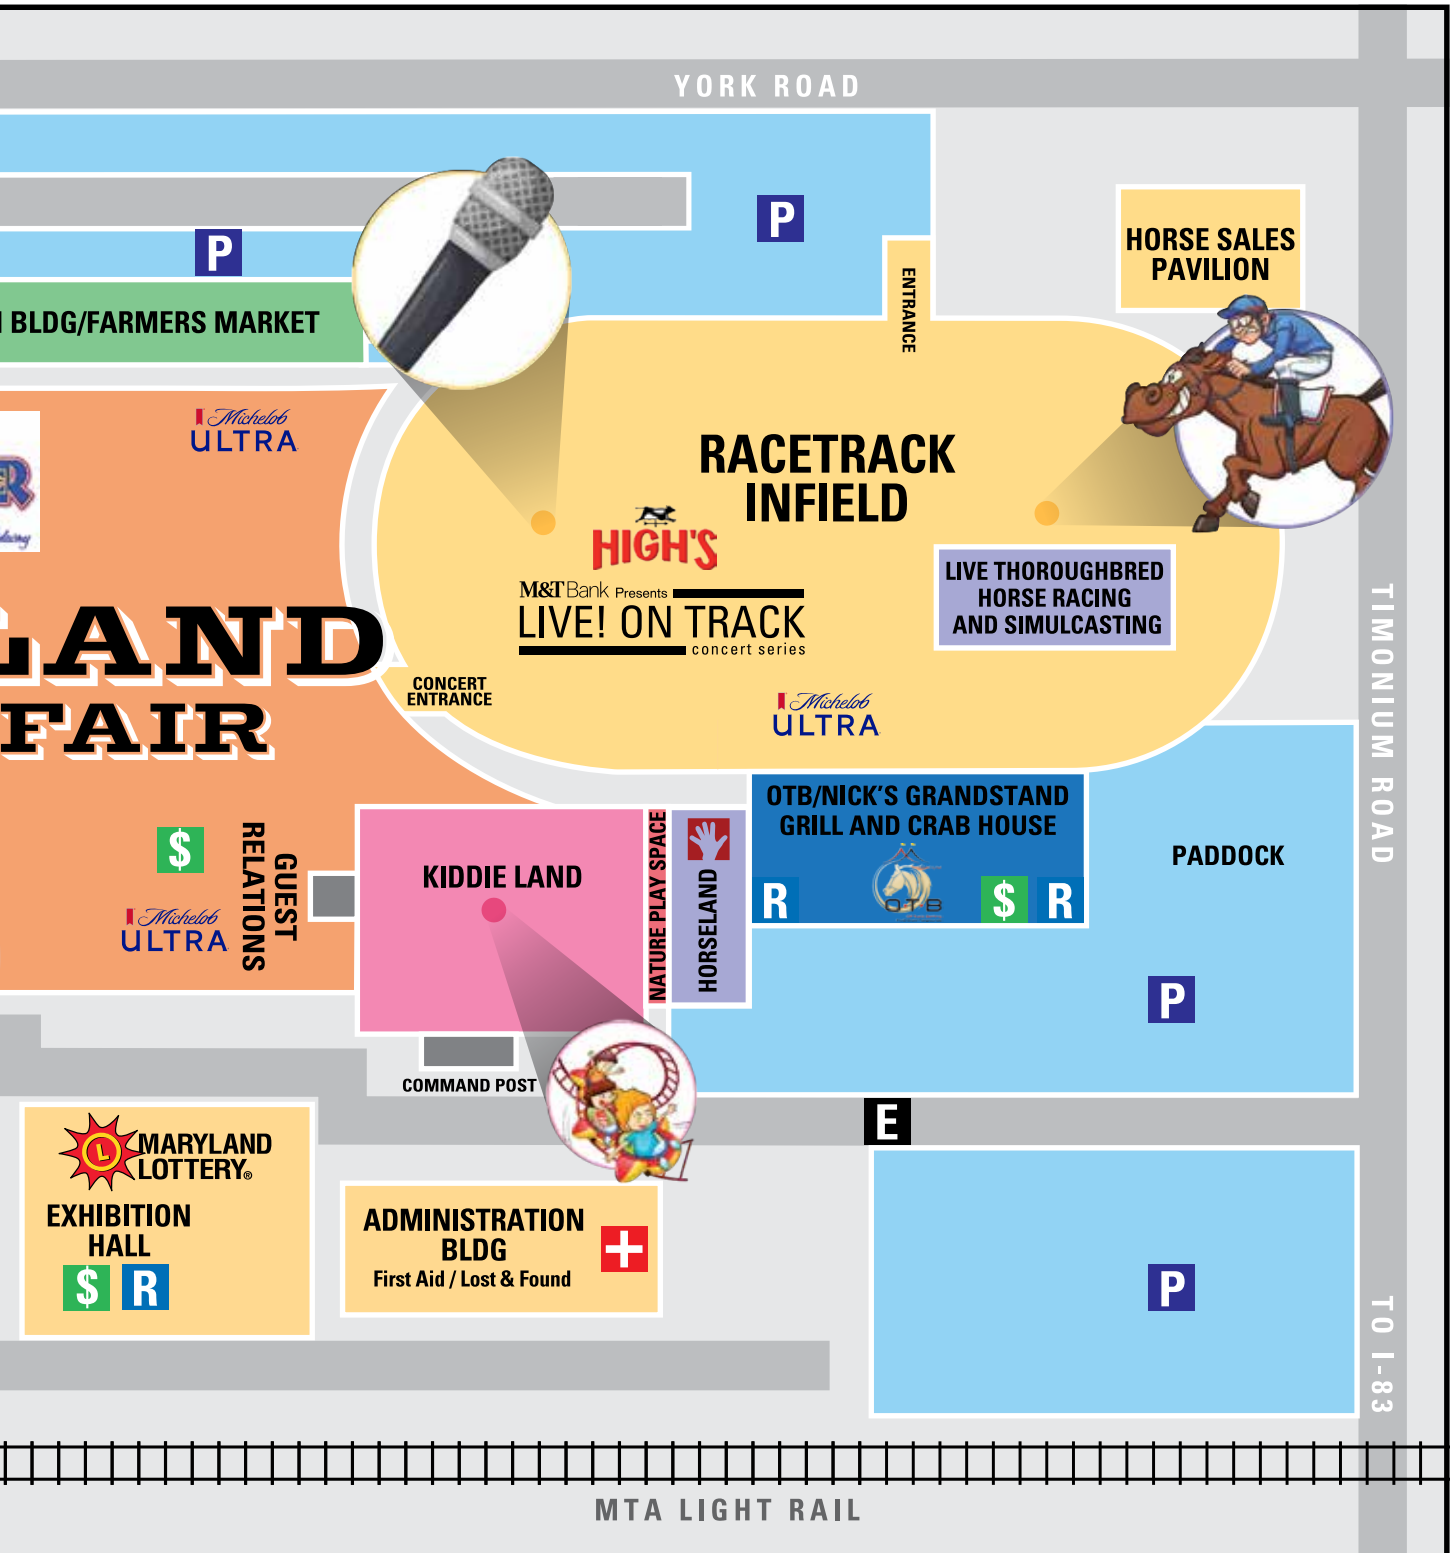 YORK ROAD
P
P
HORSE SALES
PAVILION
ENTRANCE
BLDG/FARMERS MARKET
Michelob
ULTRA
RACETRACK
INFIELD
HIGH'S
M&T Bank Presents
LIVE! ON TRACK
concert series
LIVE THOROUGHBRED
HORSE RACING
AND SIMULCASTING
TIMONIUM ROAD
LAND
FAIR
CONCERT
ENTRANCE
Michelob
ULTRA
OTB/NICK'S GRANDSTAND
GRILL AND CRAB HOUSE
OTB
R
$
R
PADDOCK
$
GUEST
RELATIONS
Michelob
ULTRA
KIDDIE LAND
NATURE PLAY SPACE
HORSELAND
P
COMMAND POST
E
L
MARYLAND
LOTTERY®
EXHIBITION
HALL
$ R
ADMINISTRATION
BLDG
First Aid / Lost & Found
P
TO I-83
MTA LIGHT RAIL